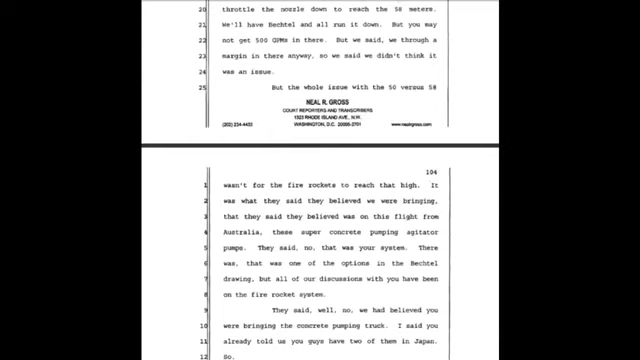 20 throttle the nozzle down to reach the 58 meters.
21 We'll have Bechtel and all run it down. But you may
22 not get 500 GPMs in there. But we said, we through a
23 margin in there anyway, so we said we didn't think it
24 was an issue.
25 But the whole issue with the 50 versus 58
NEAL R. GROSS
COURT REPORTERS AND TRANSCRIBERS
1323 RHODE ISLAND AVE., N.W.
(202) 234-4433 WASHINGTON, D.C. 20005-3701 www.nealrgross.com
104
1 wasn't for the fire rockets to reach that high. It
2 was what they said they believed we were bringing,
3 that they said they believed was on this flight from
4 Australia, these super concrete pumping agitator
5 pumps. They said, no, that was your system. There
6 was, that was one of the options in the Bechtel
7 drawing, but all of our discussions with you have been
8 on the fire rocket system.
9 They said, well, no, we had believed you
10 were bringing the concrete pumping truck. I said you
11 already told us you guys have two of them in Japan.
12 So.